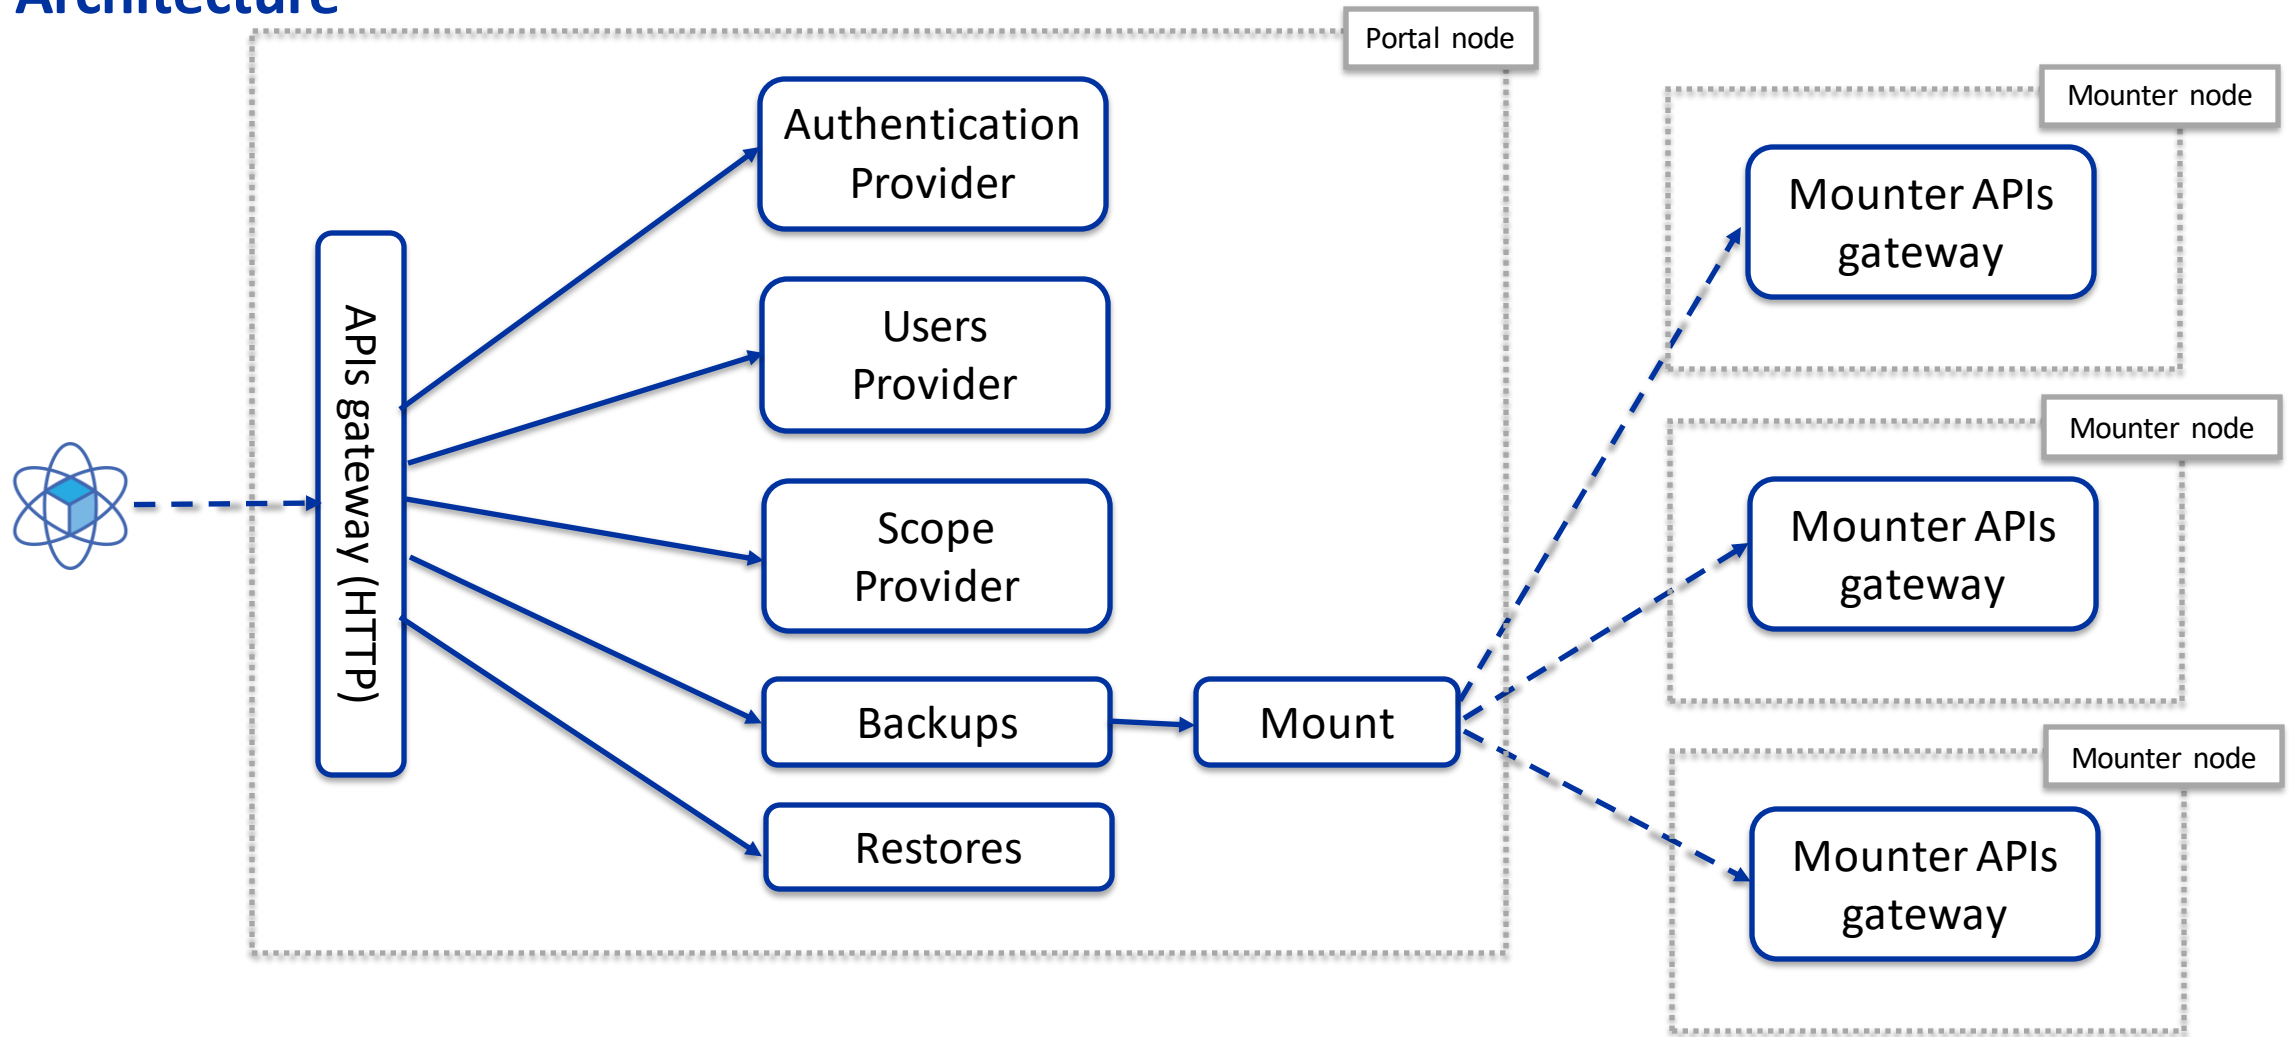 Architecture
Portal node
Authentication
Provider
Users
Provider
Scope
Provider
Backups
Restores
APIs gateway (HTTP)
Mount
Mounter node
Mounter APIs
gateway
Mounter node
Mounter APIs
gateway
Mounter node
Mounter APIs
gateway